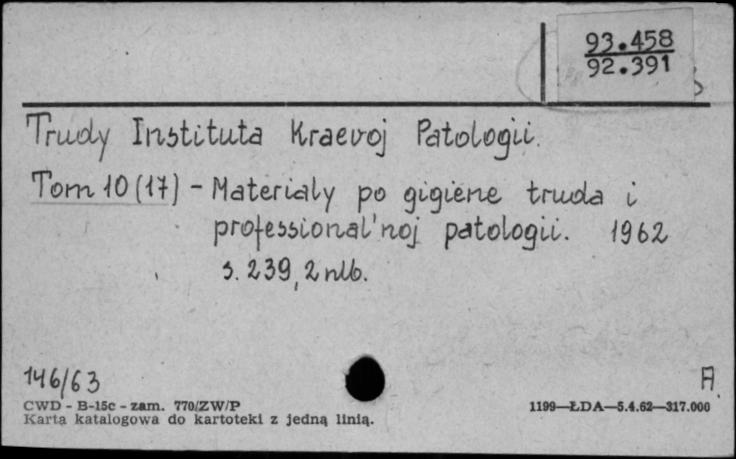 93.458
92.391
Trudy Instituta Kraevoj Patologii.
Tom 10 (17) - Materialy po gigiene truda i
professional'noj patologii. 1962
s. 239, 2 nlb.
146/63
A
CWD - B-15c - zam. 770/ZW/P
Karta katalogowa do kartoteki z jedną linią.
1199—ŁDA—5.4.62—317.000